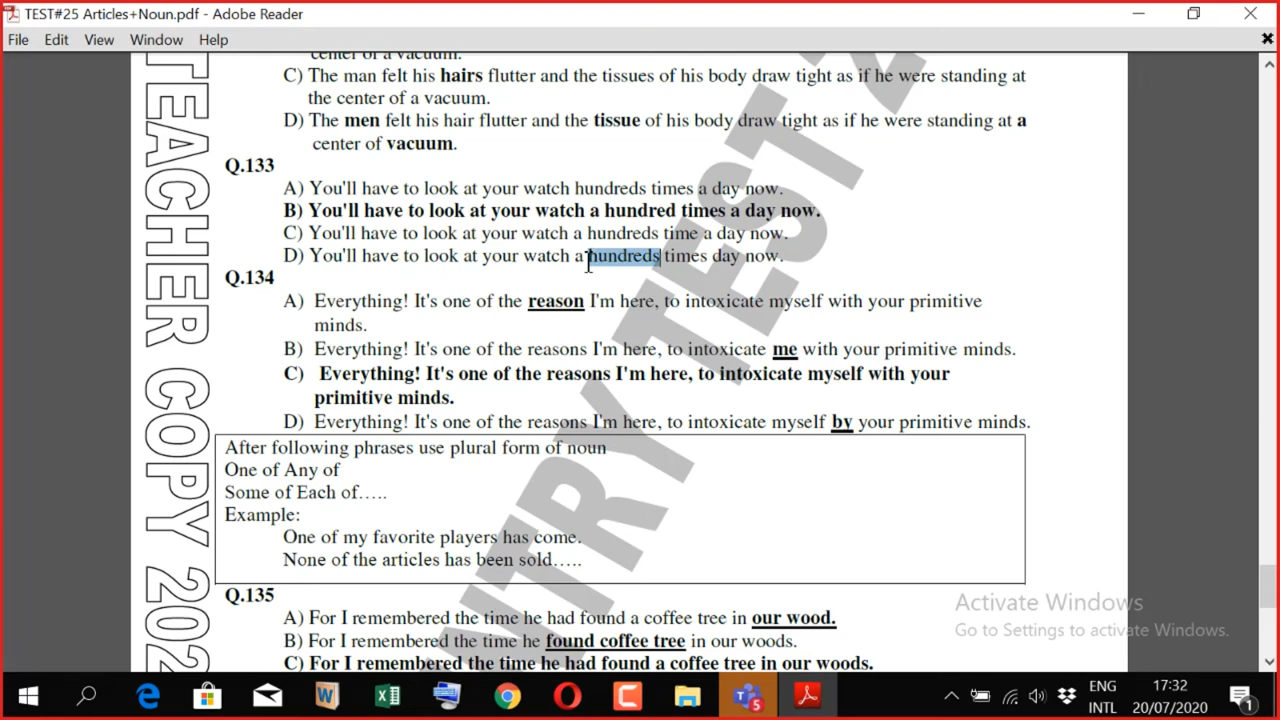 TEST#25 Articles+Noun.pdf - Adobe Reader
File Edit View Window Help
center of a vacuum.
C) The man felt his hairs flutter and the tissues of his body draw tight as if he were standing at
the center of a vacuum.
D) The men felt his hair flutter and the tissue of his body draw tight as if he were standing at a
center of vacuum.
Q.133
A) You'll have to look at your watch hundreds times a day now.
B) You'll have to look at your watch a hundred times a day now.
C) You'll have to look at your watch a hundreds time a day now.
D) You'll have to look at your watch a hundreds times day now.
Q.134
A) Everything! It's one of the reason I'm here, to intoxicate myself with your primitive
minds.
B) Everything! It's one of the reasons I'm here, to intoxicate me with your primitive minds.
C) Everything! It's one of the reasons I'm here, to intoxicate myself with your
primitive minds.
D) Everything! It's one of the reasons I'm here, to intoxicate myself by your primitive minds.
After following phrases use plural form of noun
One of Any of
Some of Each of…..
Example:
One of my favorite players has come.
None of the articles has been sold…..
Q.135
A) For I remembered the time he had found a coffee tree in our wood.
B) For I remembered the time he found coffee tree in our woods.
C) For I remembered the time he had found a coffee tree in our woods.
TEACHER COPY 202
NTRY TEST 2
Activate Windows
Go to Settings to activate Windows.
ENG
INTL
17:32
20/07/2020
5
1